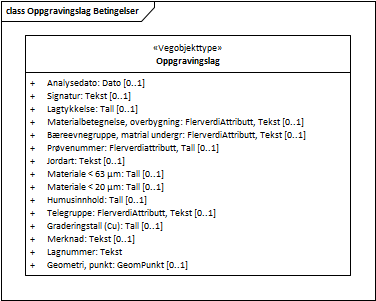 class Oppgravingslag Betingelser
«Vegobjekttype»
Oppgravingslag
+ Analysedato: Dato [0..1]
+ Signatur: Tekst [0..1]
+ Lagtykkelse: Tall [0..1]
+ Materialbetegnelse, overbygning: FlerverdiAttributt, Tekst [0..1]
+ Bæreevnegruppe, matrial undergr: FlerverdiAttributt, Tekst [0..1]
+ Prøvenummer: Flerverdiattributt, Tall [0..1]
+ Jordart: Tekst [0..1]
+ Materiale < 63 µm: Tall [0..1]
+ Materiale < 20 µm: Tall [0..1]
+ Humusinnhold: Tall [0..1]
+ Telegruppe: FlerverdiAttributt, Tekst [0..1]
+ Graderingstall (Cu): Tall [0..1]
+ Merknad: Tekst [0..1]
+ Lagnummer: Tekst
+ Geometri, punkt: GeomPunkt [0..1]